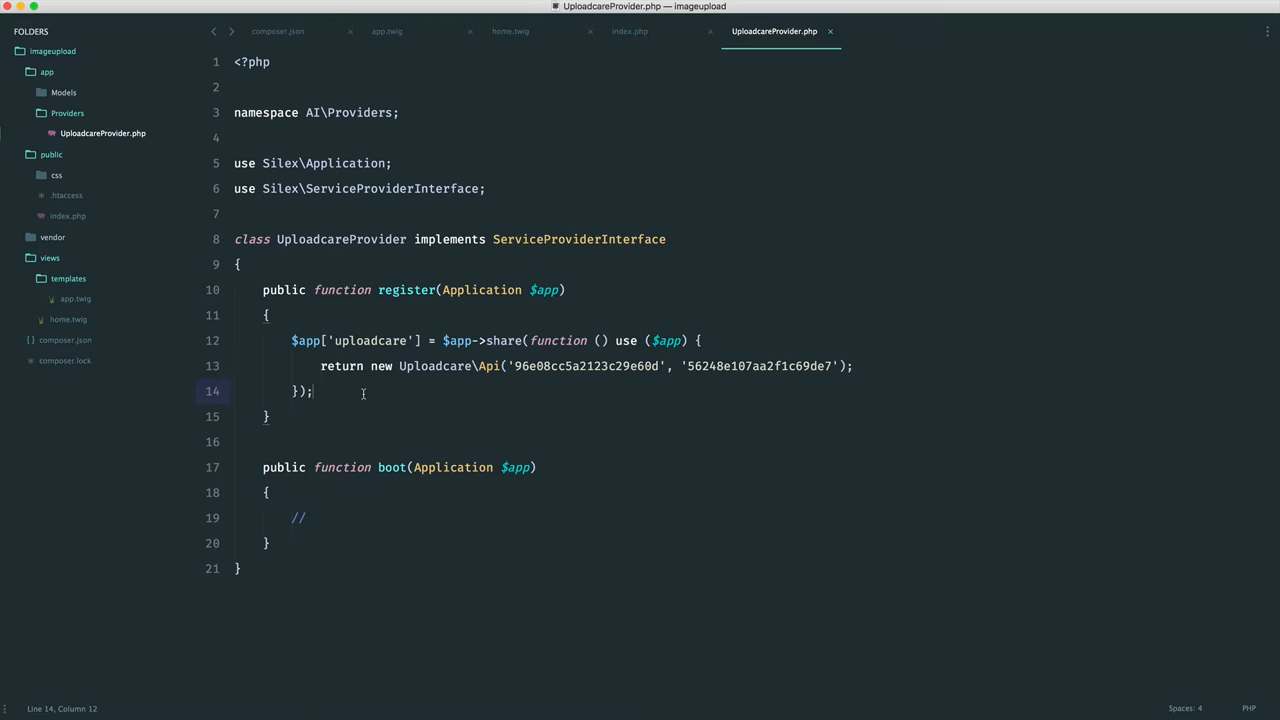 UploadcareProvider.php — imageupload
FOLDERS
imageupload
app
Models
Providers
UploadcareProvider.php
public
css
.htaccess
index.php
vendor
views
templates
app.twig
home.twig
composer.json
composer.lock
composer.json
app.twig
home.twig
index.php
UploadcareProvider.php
1 <?php
2
3 namespace AI\Providers;
4
5 use Silex\Application;
6 use Silex\ServiceProviderInterface;
7
8 class UploadcareProvider implements ServiceProviderInterface
9 {
10 public function register(Application $app)
11 {
12 $app['uploadcare'] = $app->share(function () use ($app) {
13 return new Uploadcare\Api('96e08cc5a2123c29e60d', '56248e107aa2f1c69de7');
14 });
15 }
16
17 public function boot(Application $app)
18 {
19 //
20 }
21 }
Line 14, Column 12
Spaces: 4
PHP